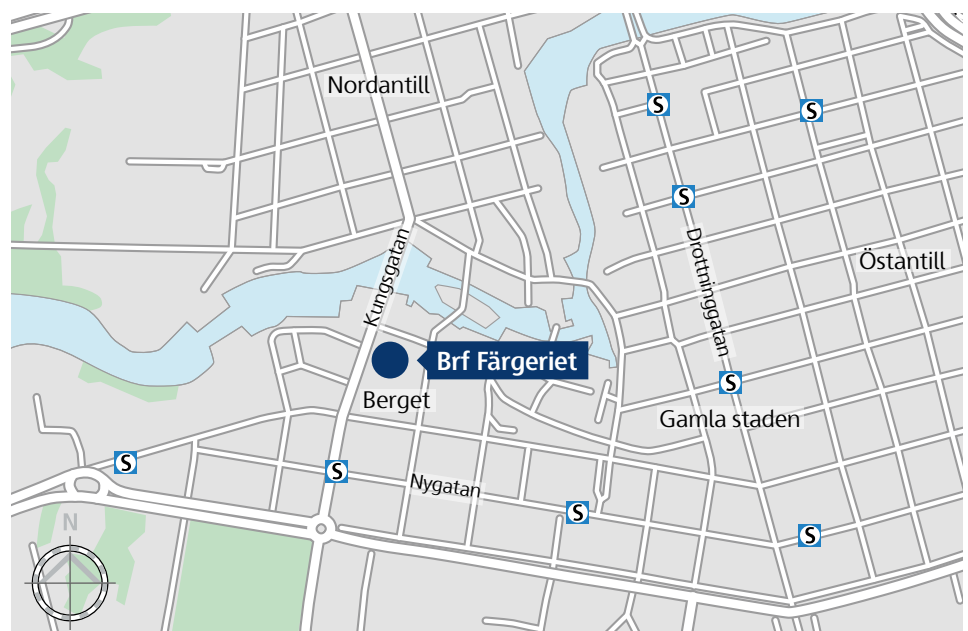 Nordantill
S
S
S
Drottninggatan
Östantill
Kungsgatan
Brf Färgeriet
S
Berget
Gamla staden
S
S
Nygatan
S
S
N